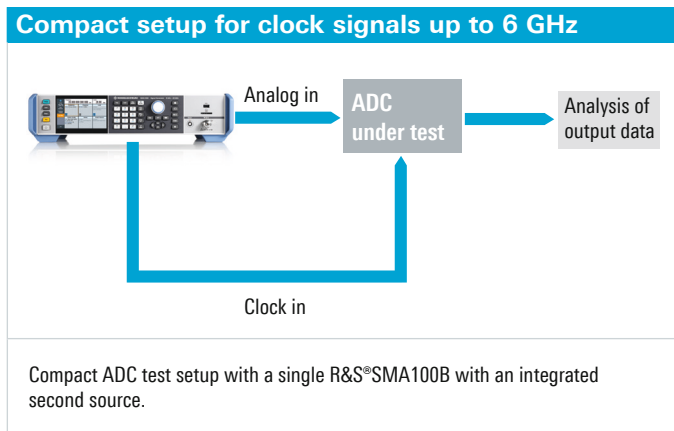 Compact setup for clock signals up to 6 GHz
Analog in
ADC
under test
Analysis of
output data
Clock in
Compact ADC test setup with a single R&S®SMA100B with an integrated
second source.